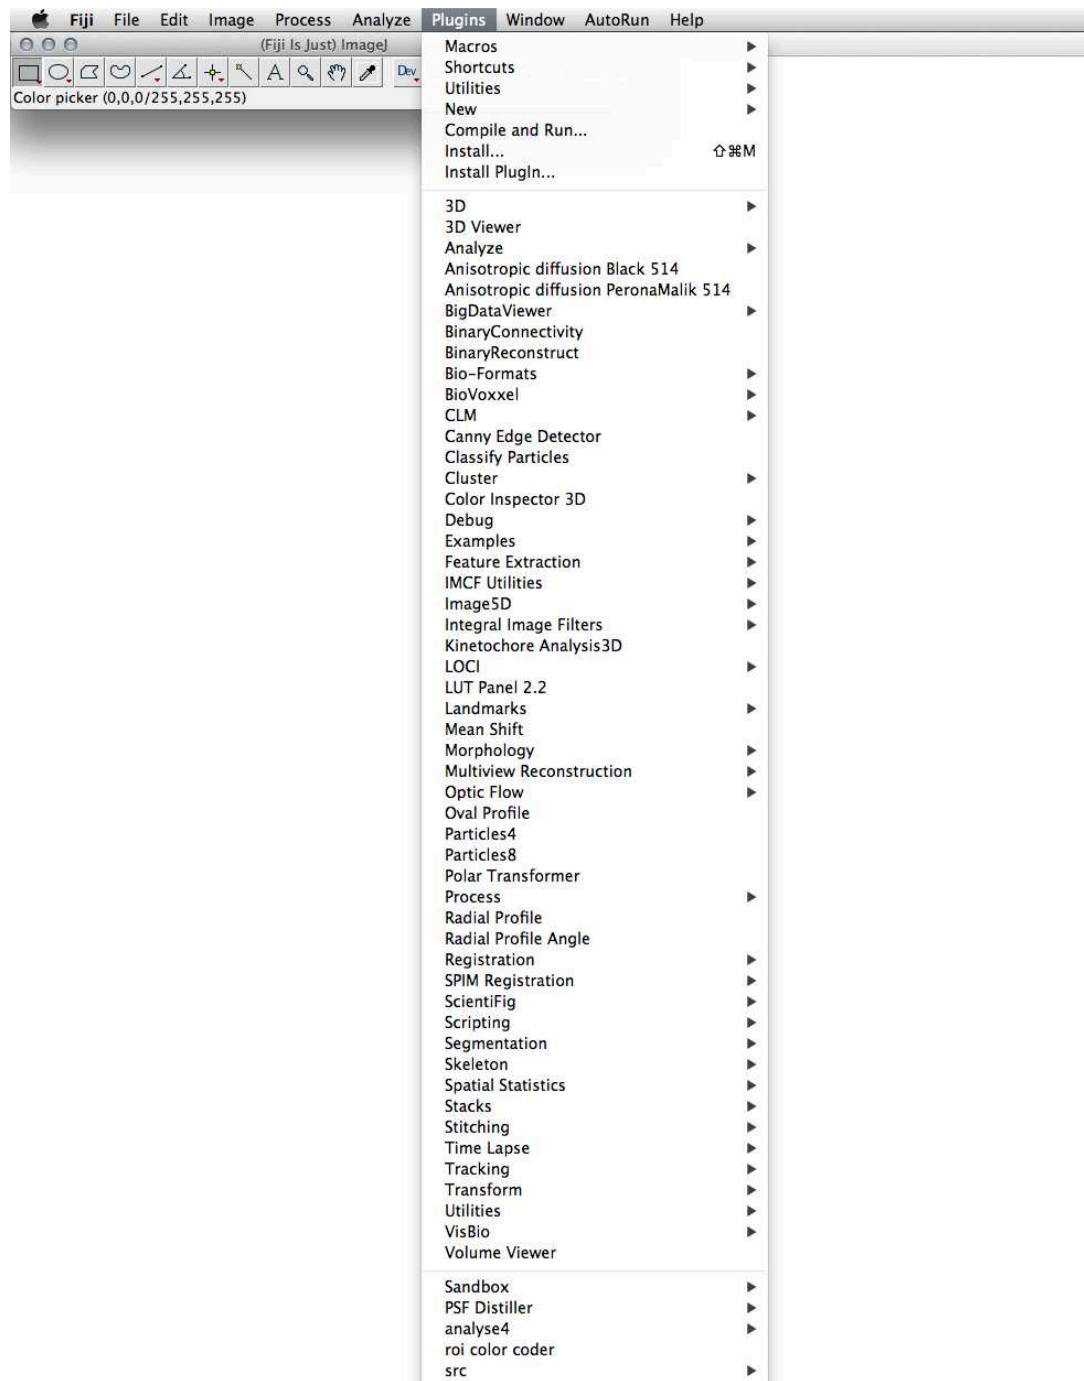 Fiji File Edit Image Process Analyze Plugins Window AutoRun Help
(Fiji Is Just) ImageJ
A Dev
Color picker (0,0,0/255,255,255)
Macros
Shortcuts
Utilities
New
Compile and Run...
Install... ⇧⌘M
Install PlugIn...
3D
3D Viewer
Analyze
Anisotropic diffusion Black 514
Anisotropic diffusion PeronaMalik 514
BigDataViewer
BinaryConnectivity
BinaryReconstruct
Bio-Formats
BioVoxxel
CLM
Canny Edge Detector
Classify Particles
Cluster
Color Inspector 3D
Debug
Examples
Feature Extraction
IMCF Utilities
Image5D
Integral Image Filters
Kinetochore Analysis3D
LOCI
LUT Panel 2.2
Landmarks
Mean Shift
Morphology
Multiview Reconstruction
Optic Flow
Oval Profile
Particles4
Particles8
Polar Transformer
Process
Radial Profile
Radial Profile Angle
Registration
SPIM Registration
ScientiFig
Scripting
Segmentation
Skeleton
Spatial Statistics
Stacks
Stitching
Time Lapse
Tracking
Transform
Utilities
VisBio
Volume Viewer
Sandbox
PSF Distiller
analyse4
roi color coder
src